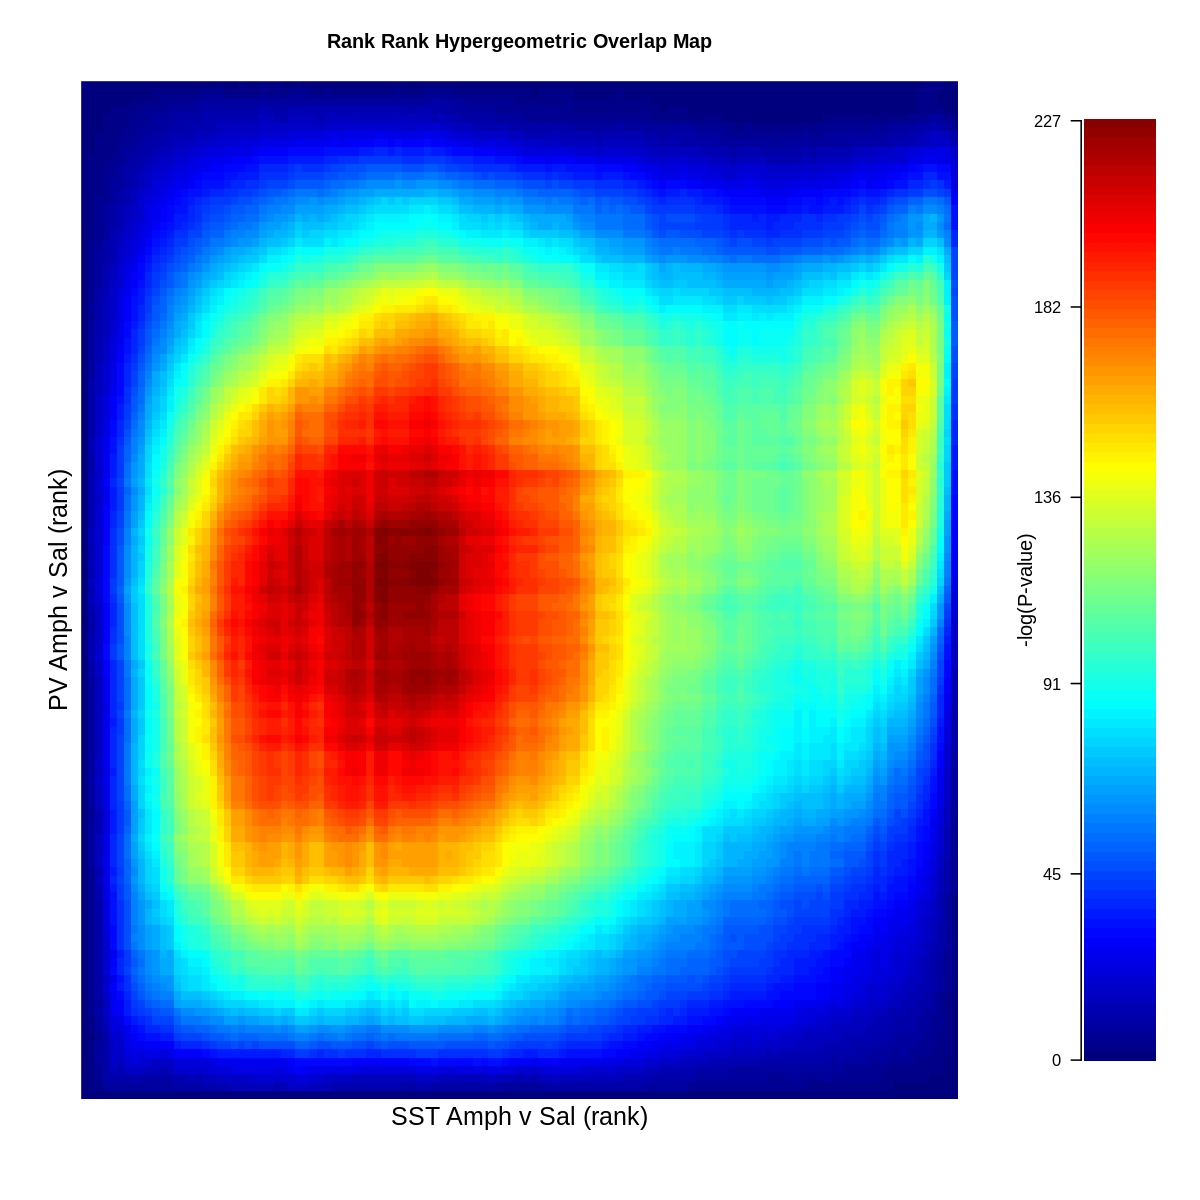 Rank Rank Hypergeometric Overlap Map
PV Amph v Sal (rank)
SST Amph v Sal (rank)
-log(P-value)
227
182
136
91
45
0